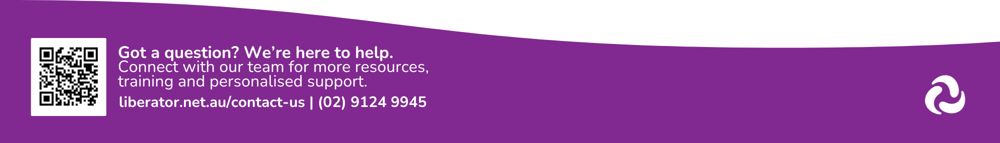 Got a question? We’re here to help.
Connect with our team for more resources,
training and personalised support.
liberator.net.au/contact-us | (02) 9124 9945